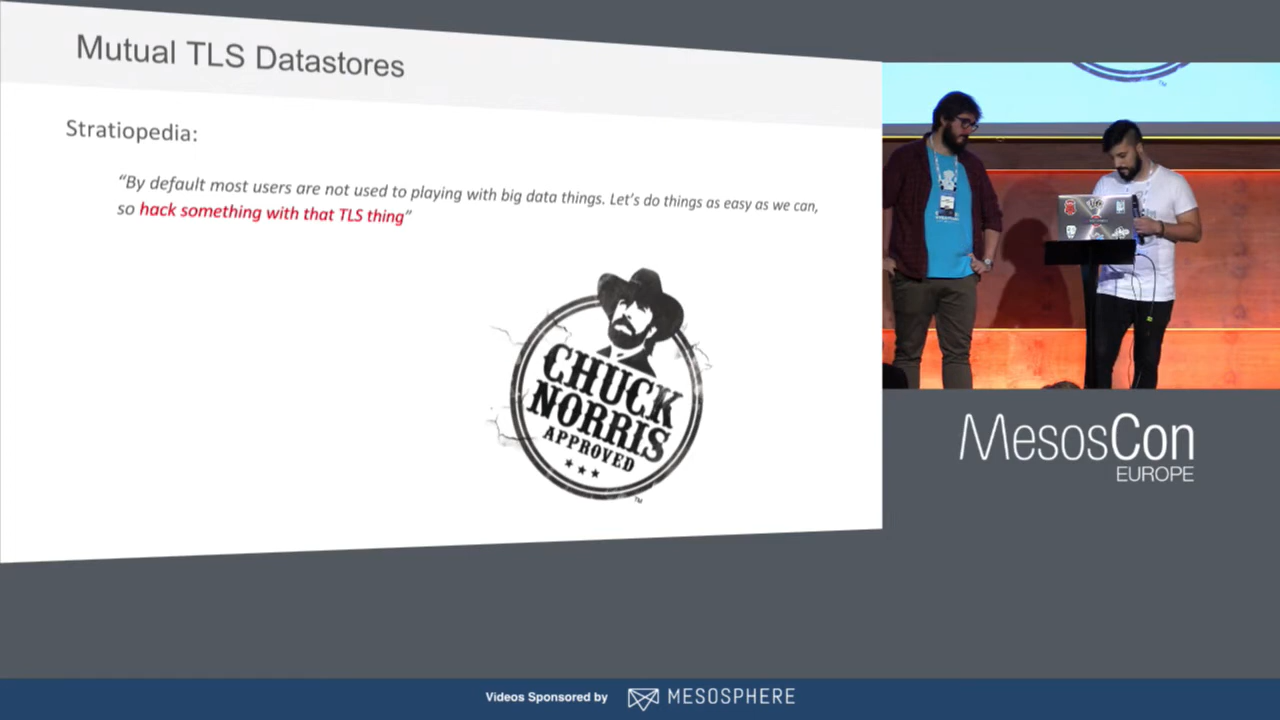 Mutual TLS Datastores
Stratiopedia:
“By default most users are not used to playing with big data things. Let’s do things as easy as we can,
so hack something with that TLS thing”
CHUCK
NORRIS
APPROVED
TM
MesosCon
EUROPE
Videos Sponsored by MESOSPHERE